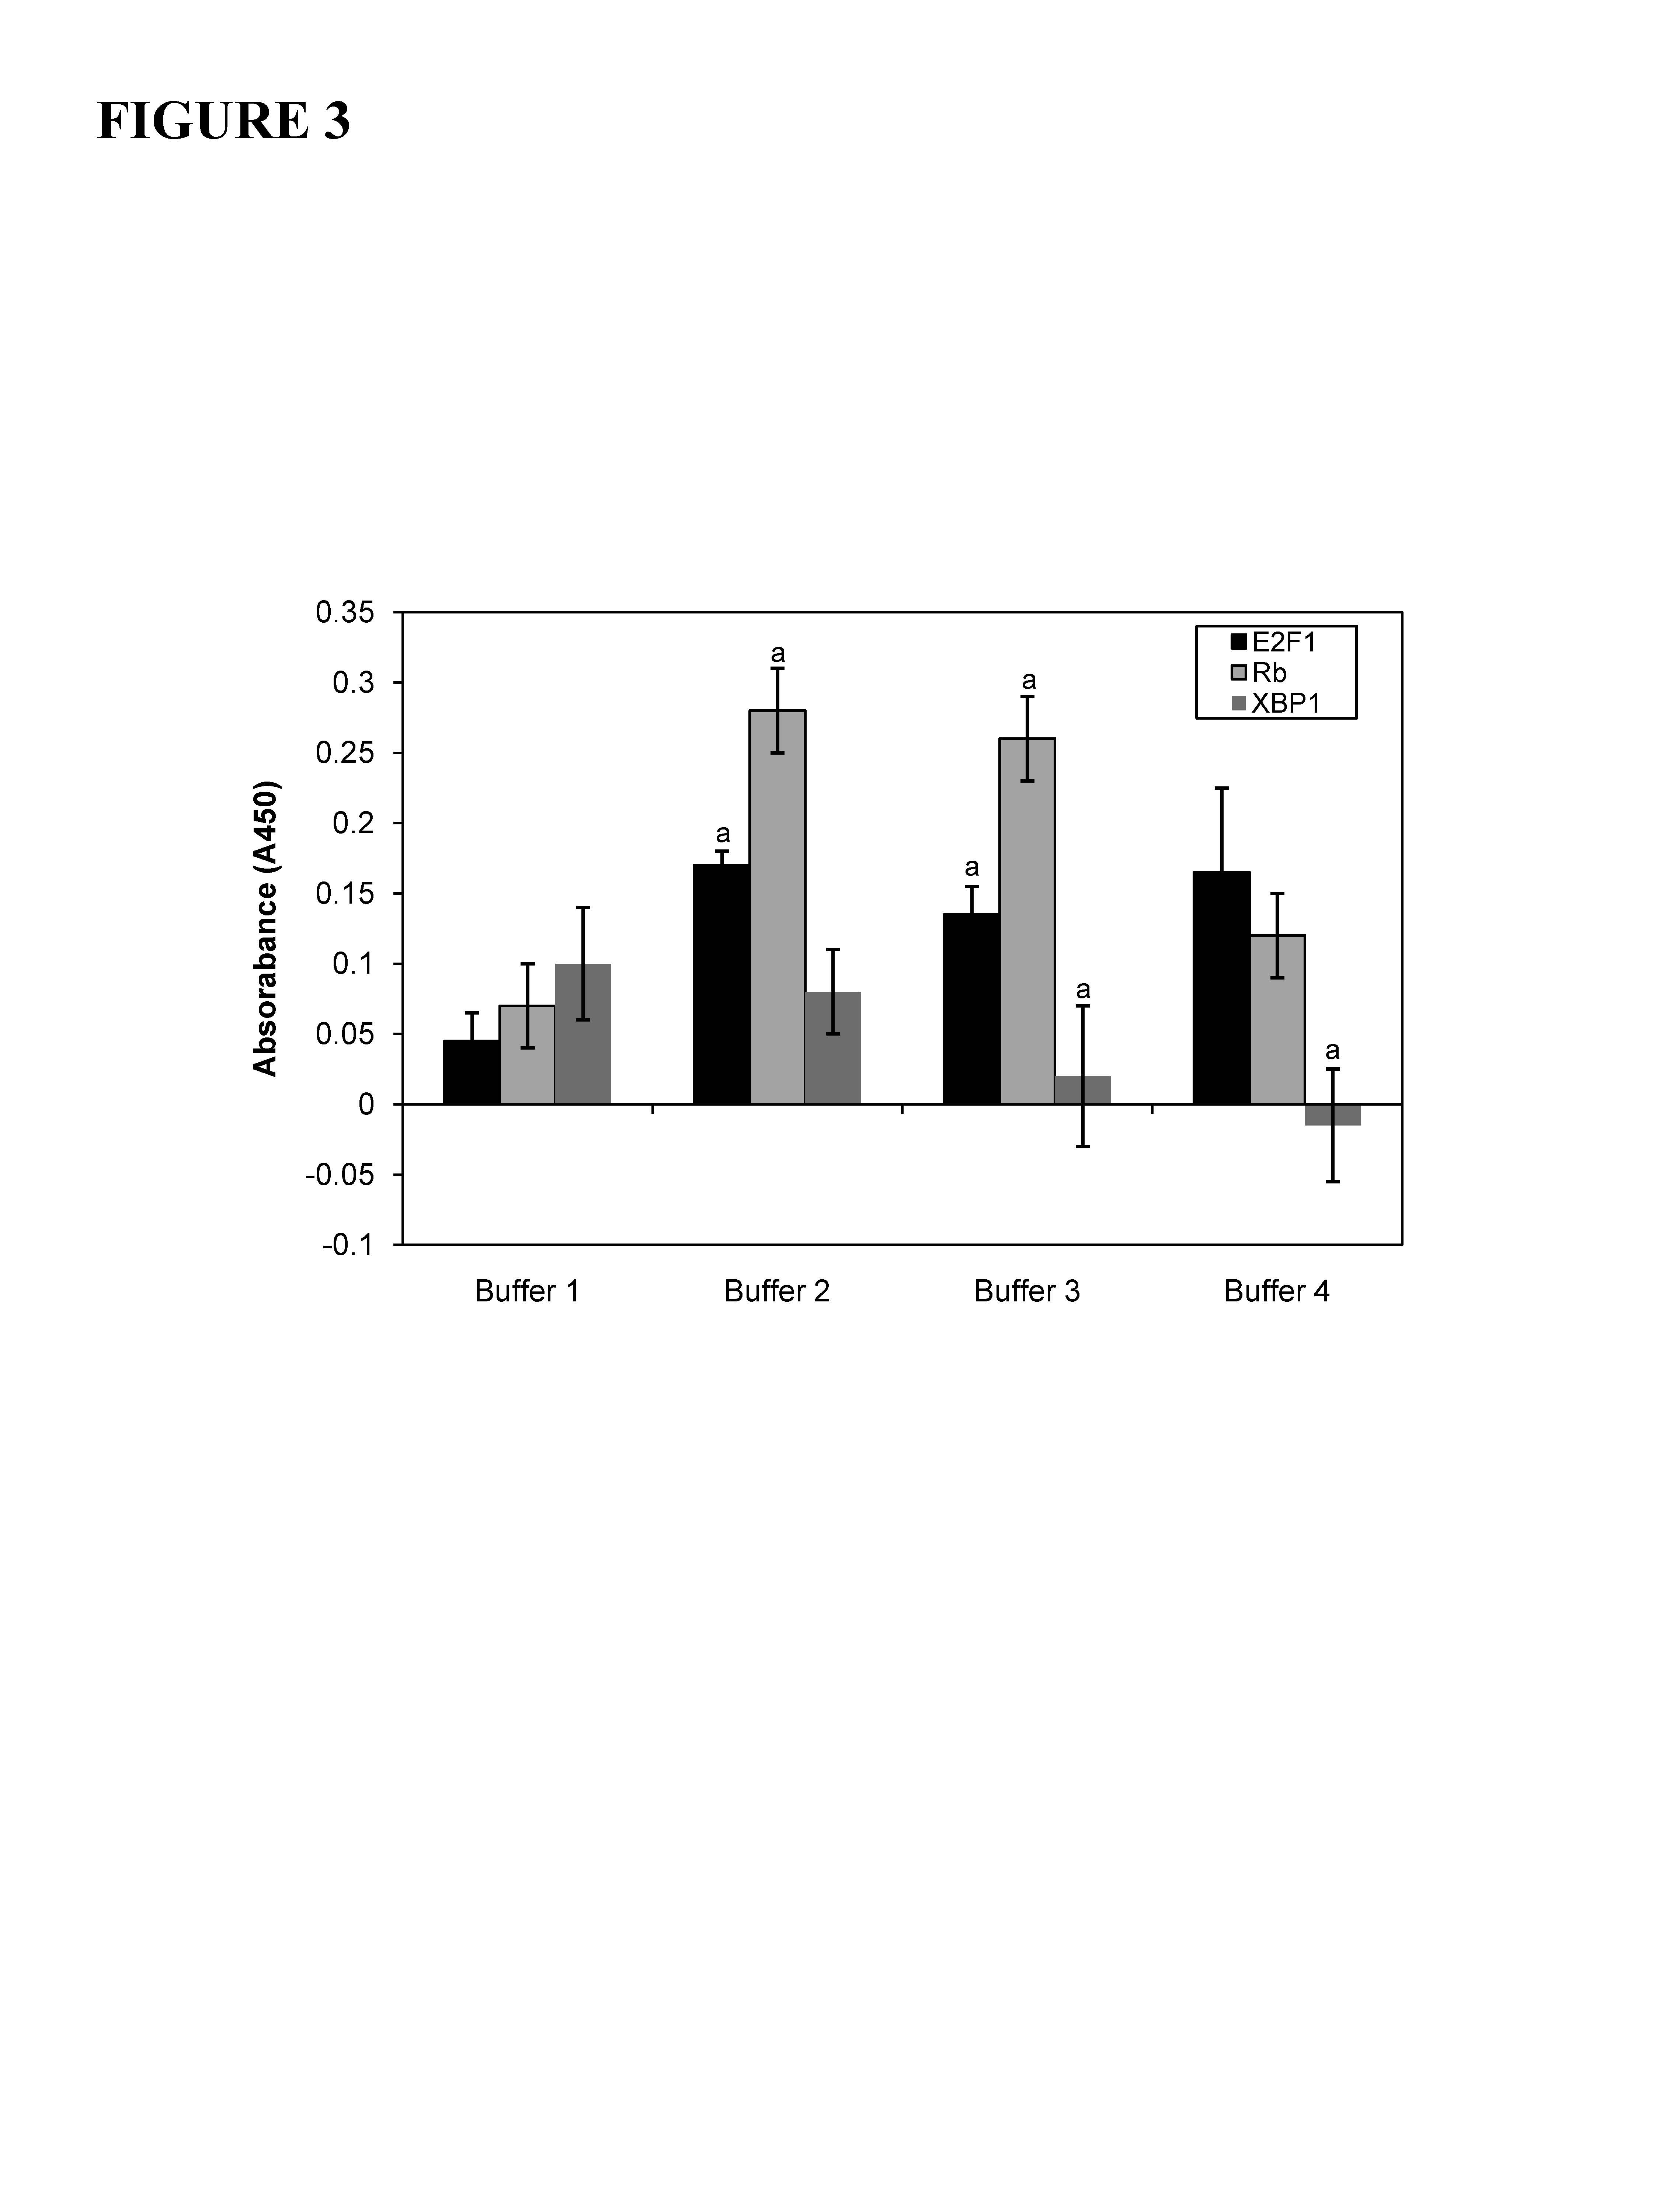 FIGURE 3
0.35
0.3
0.25
0.2
0.15
0.1
0.05
0
-0.05
-0.1
Absorabance (A450)
E2F1
Rb
XBP1
a
a
a
a
a
a
Buffer 1 Buffer 2 Buffer 3 Buffer 4